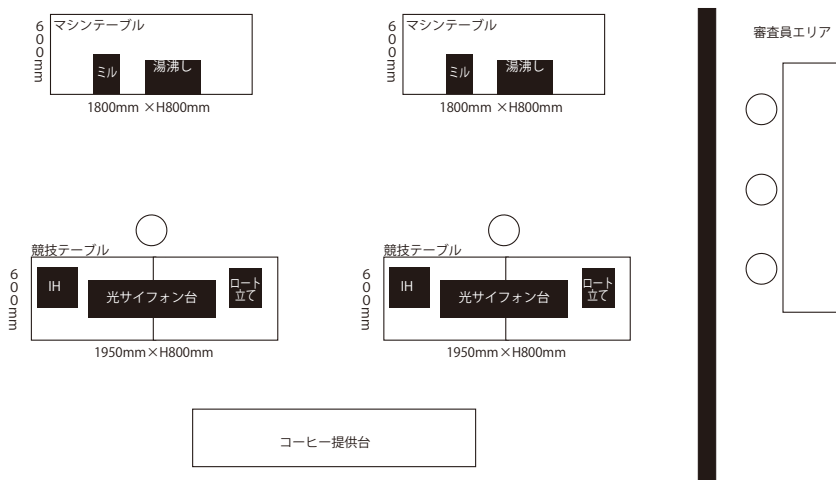 マシンテーブル
600mm
ミル
湯沸し
1800mm ×H800mm
マシンテーブル
600mm
ミル
湯沸し
1800mm ×H800mm
審査員エリア
競技テーブル
600mm
IH
光サイフォン台
ロート
立て
1950mm×H800mm
競技テーブル
600mm
IH
光サイフォン台
ロート
立て
1950mm×H800mm
コーヒー提供台